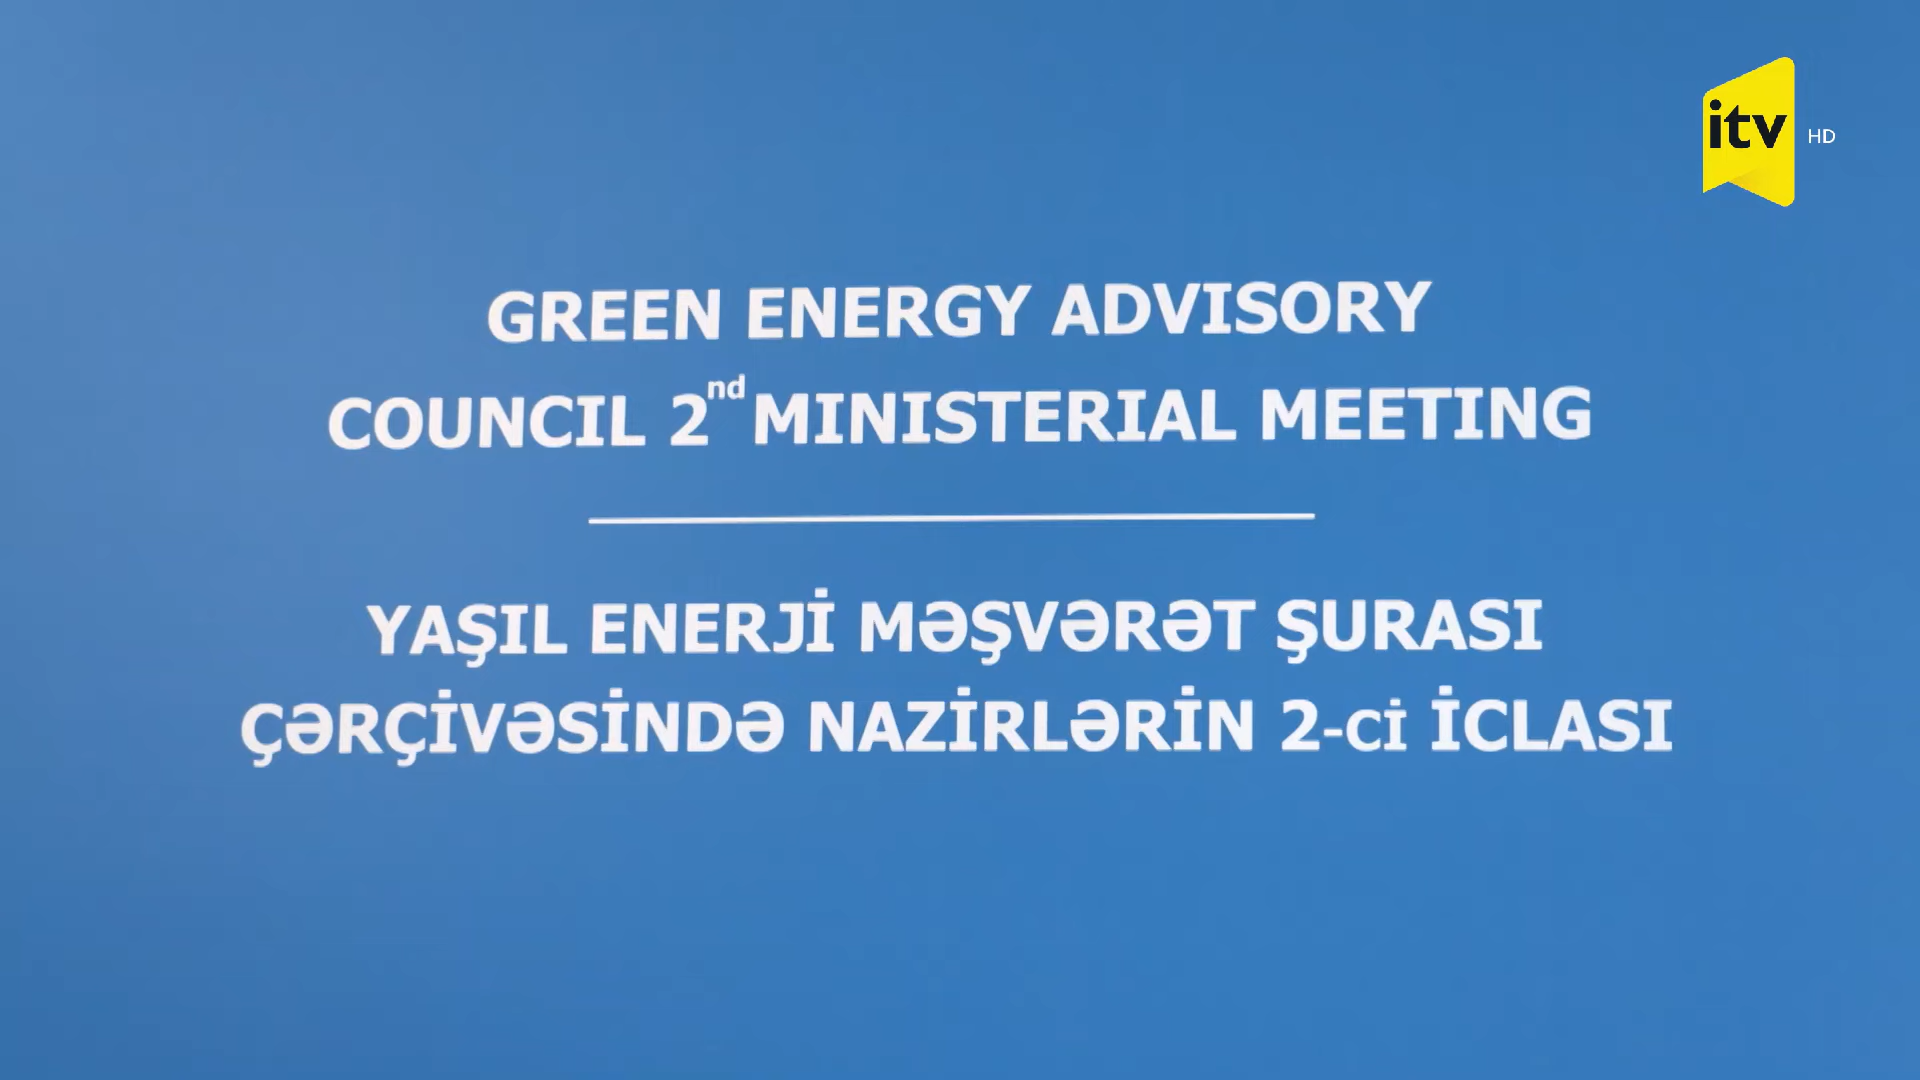 itv HD
GREEN ENERGY ADVISORY
COUNCIL 2nd MINISTERIAL MEETING
YAŞIL ENERJİ MƏŞVƏRƏT ŞURASI
ÇƏRÇİVƏSİNDƏ NAZİRLƏRİN 2-Cİ İCLASI